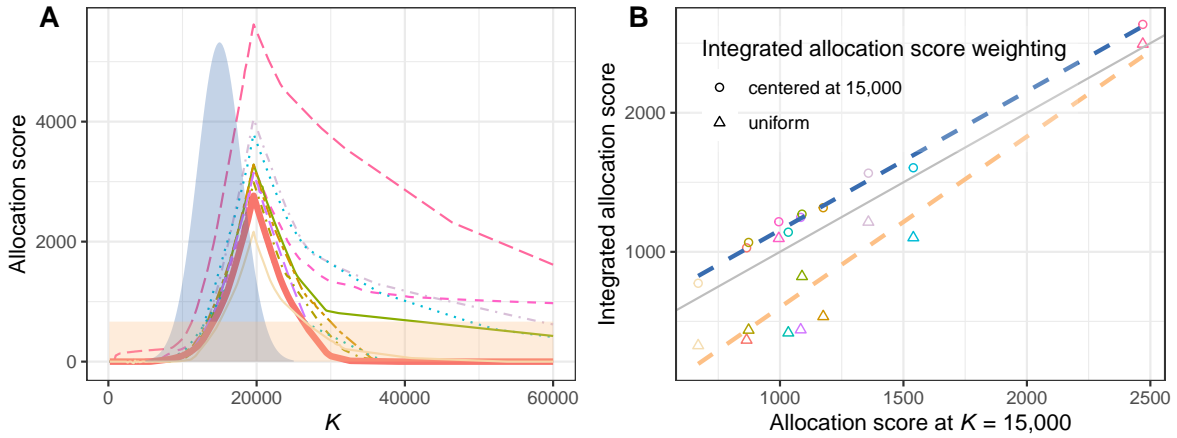 A
Allocation score
4000
2000
0
0
20000
40000
60000
K
B
Integrated allocation score
2000
1000
Integrated allocation score weighting
centered at 15,000
uniform
1000
1500
2000
2500
Allocation score at K = 15,000